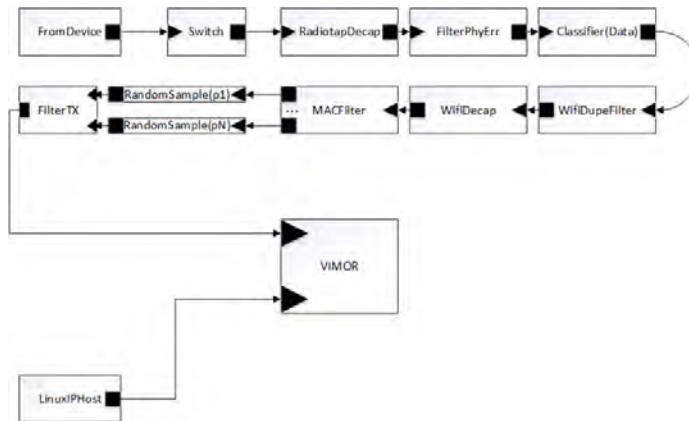 FromDevice
Switch
RadiotapDecap
FilterPhyErr
Classifier(Data)
FilterTX
RandomSample(p1)
RandomSample(pN)
...
MACFilter
WifiDecap
WifiDupeFilter
VIMOR
LinuxIPHost